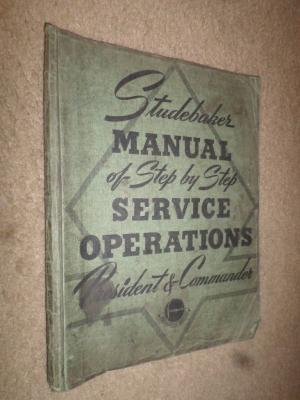 Studebaker
MANUAL
of Step by Step
SERVICE
OPERATIONS
President & Commander